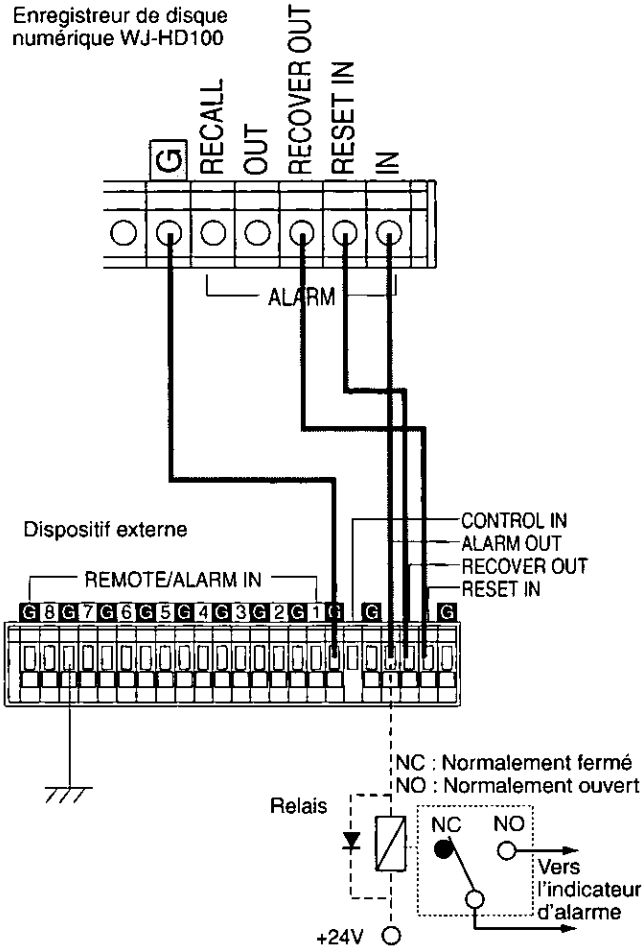 Enregistreur de disque
numérique WJ-HD100
G
RECALL
OUT
RECOVER OUT
RESET IN
IN
ALARM
Dispositif externe
CONTROL IN
ALARM OUT
RECOVER OUT
RESET IN
REMOTE/ALARM IN
G 8 G 7 G 6 G 5 G 4 G 3 G 2 G 1 G G G
NC : Normalement fermé
NO : Normalement ouvert
Relais
NC NO
Vers
l'indicateur
d'alarme
+24V